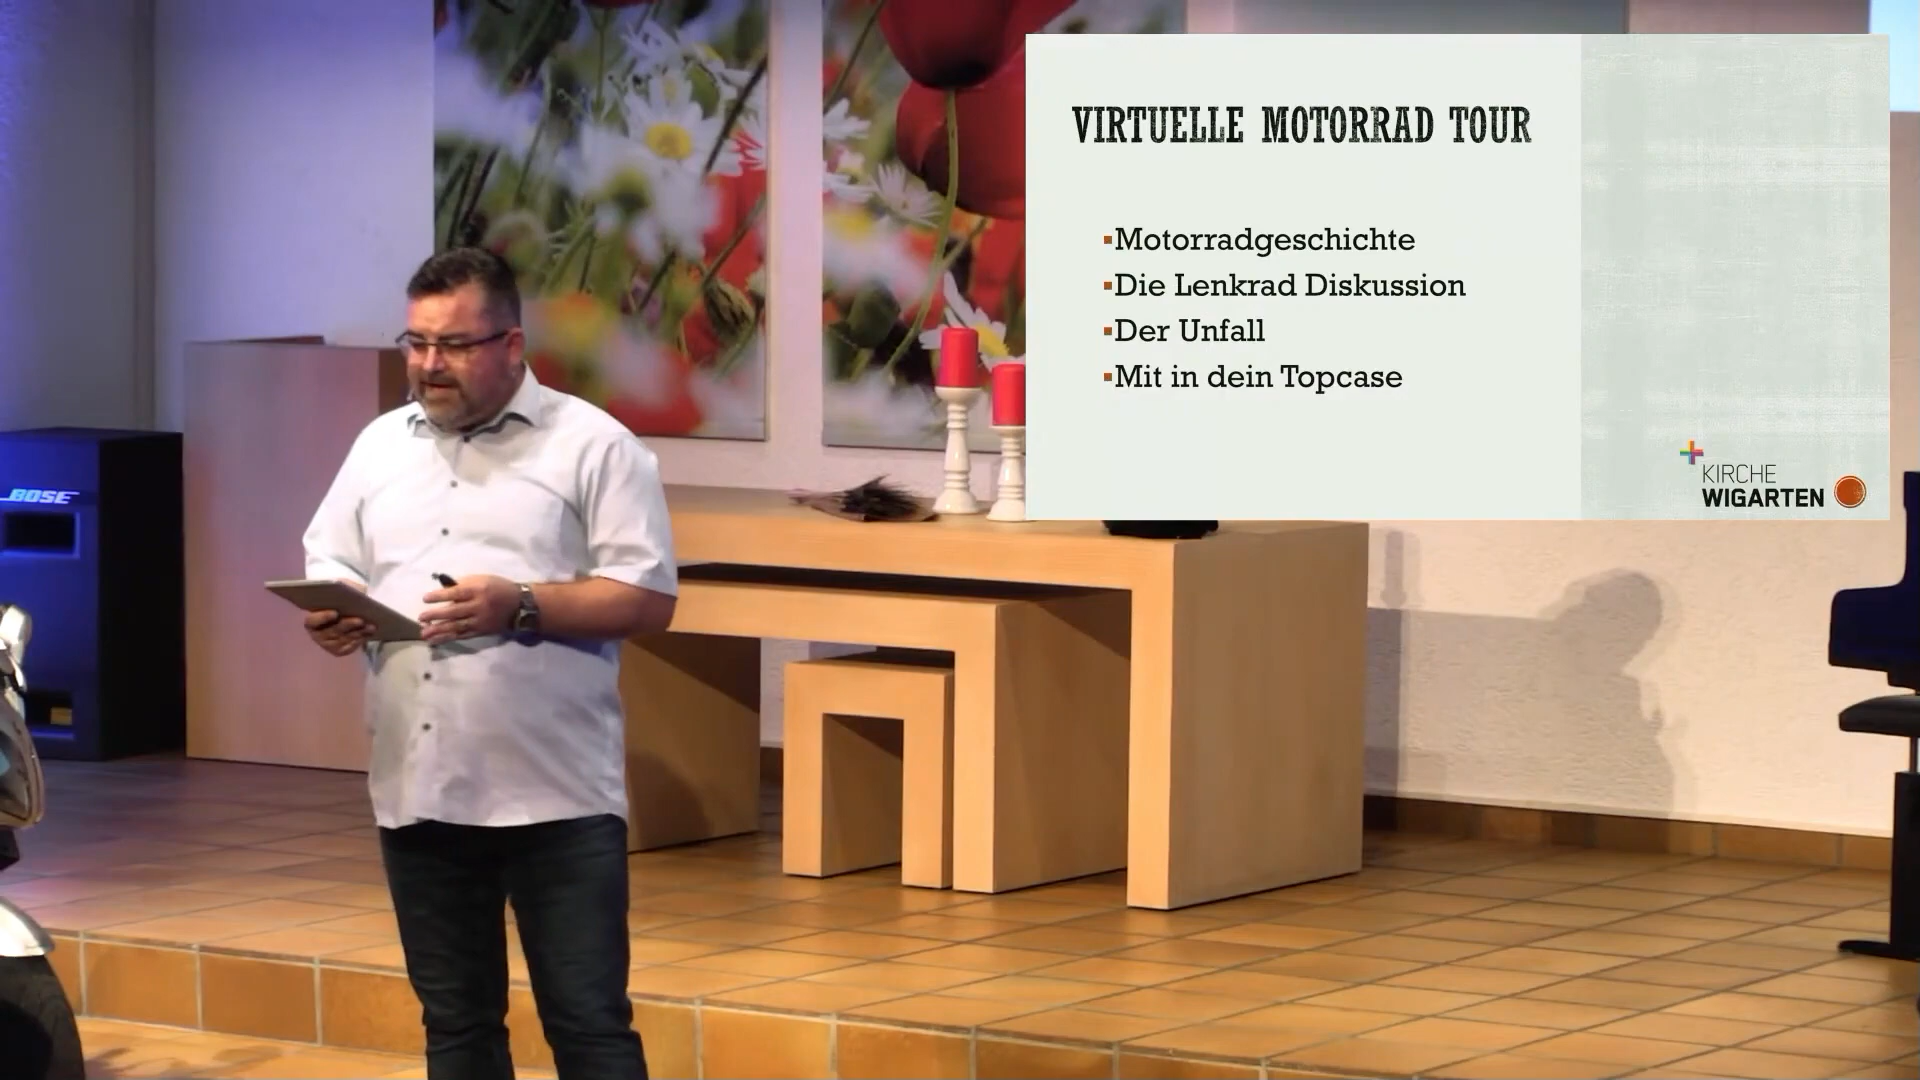 VIRTUELLE MOTORRAD TOUR
▪Motorradgeschichte
▪Die Lenkrad Diskussion
▪Der Unfall
▪Mit in dein Topcase
KIRCHE
WIGARTEN
BOSE